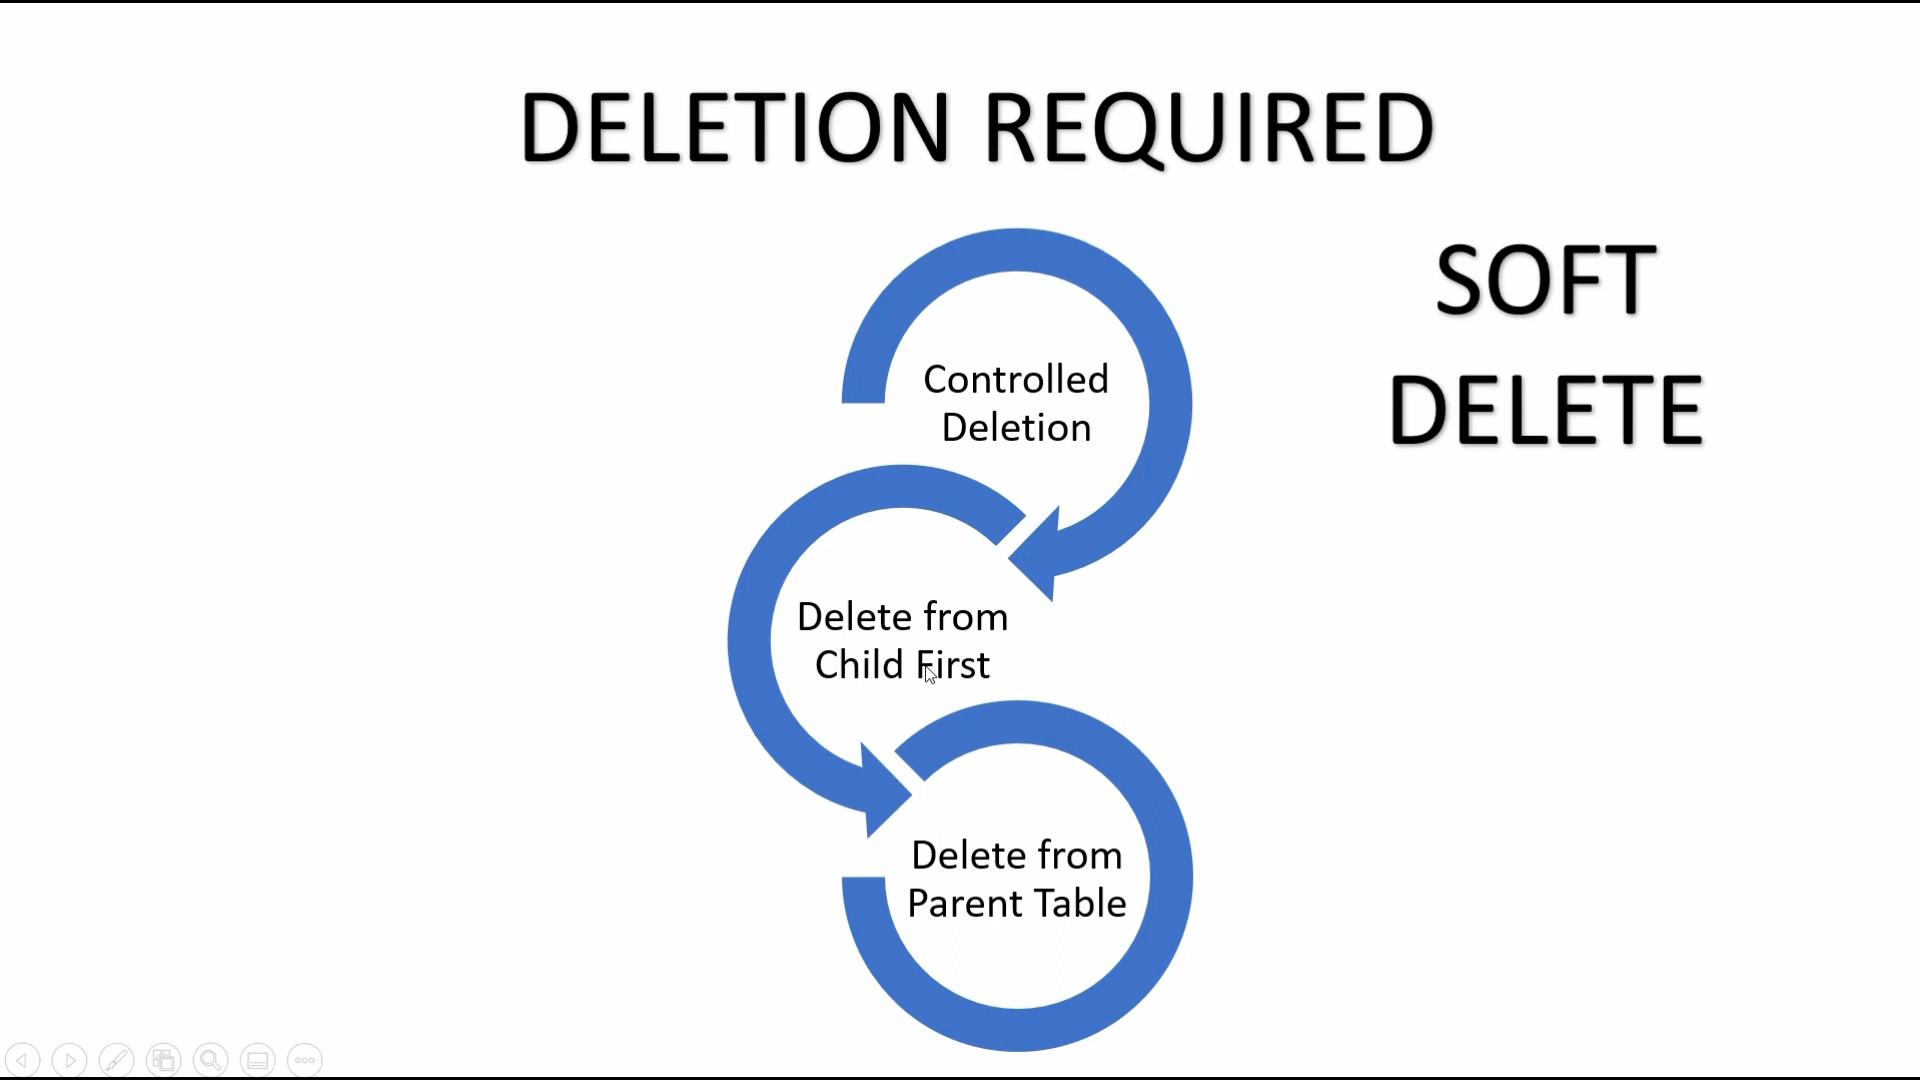 DELETION REQUIRED
SOFT
DELETE
Controlled
Deletion
Delete from
Child First
Delete from
Parent Table